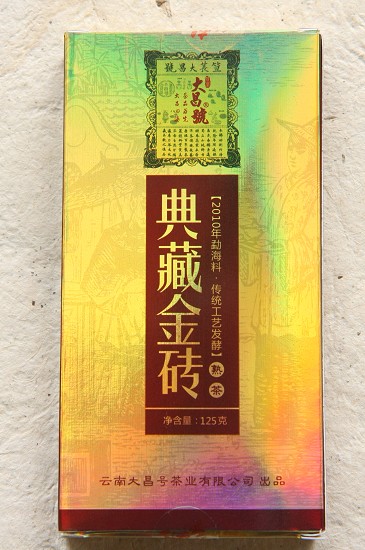 號昌大萁筻
大昌號
典藏金砖
【2010年勐海料·传统工艺发酵】熟茶
净含量：125克
云南大昌号茶业有限公司 出品